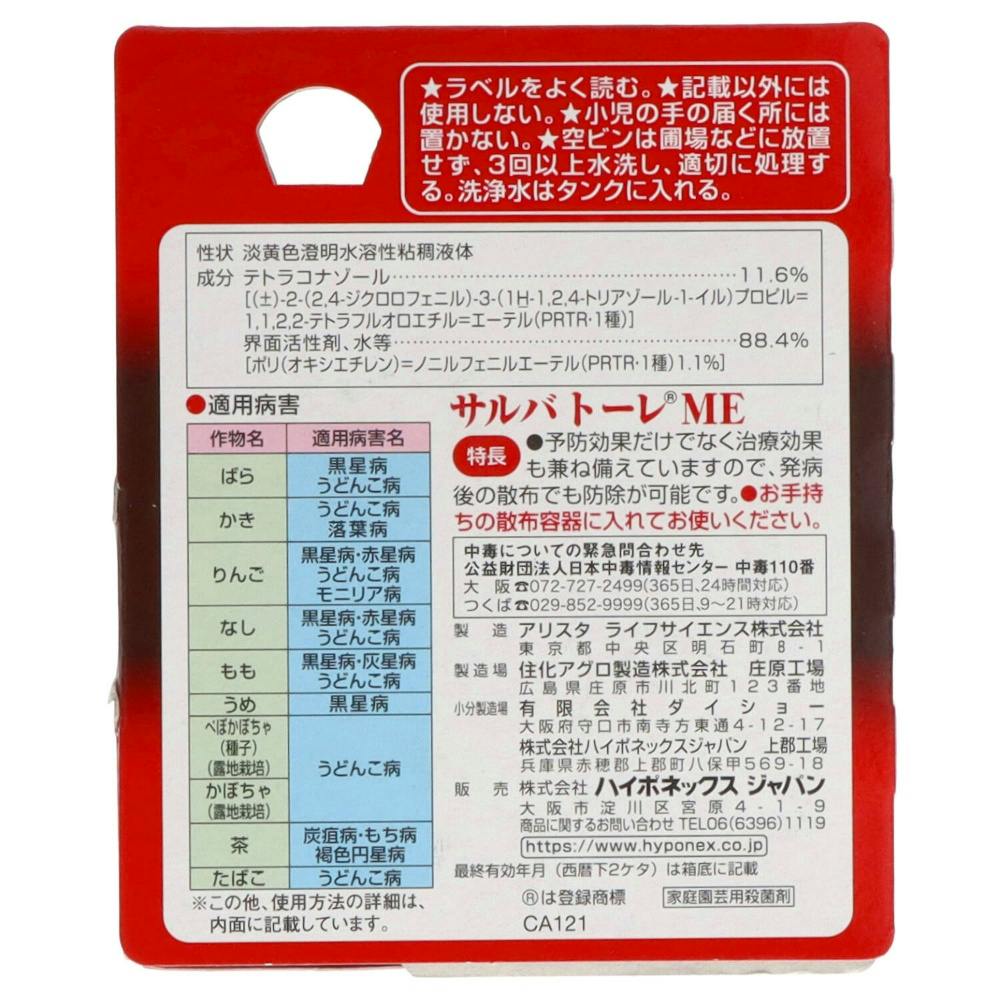 ★ラベルをよく読む。★記載以外には
使用しない。★小児の手の届く所には
置かない。★空ビンは圃場などに放置
せず、3回以上水洗し、適切に処理す
る。洗浄水はタンクに入れる。
性状 淡黄色澄明水溶性粘稠液体
成分 テトラコナゾール………………………………11.6%
[(±)-2-(2,4-ジクロロフェニル)-3-(1H-1,2,4-トリアゾール-1-イル)プロピル=
1,1,2,2-テトラフルオロエチル=エーテル(PRTR・1種)]
界面活性剤、水等………………………………88.4%
[ポリ(オキシエチレン)=ノニルフェニルエーテル(PRTR・1種)1.1%]
●適用病害
作物名 適用病害名
ばら 黒星病
うどんこ病
かき うどんこ病
落葉病
りんご 黒星病・赤星病
うどんこ病
モニリア病
なし 黒星病・赤星病
うどんこ病
もも 黒星病・灰星病
うどんこ病
うめ 黒星病
ぺぽかぼちゃ
(種子)
(露地栽培)
うどんこ病
かぼちゃ
(露地栽培)
茶 炭疽病・もち病
褐色円星病
たばこ うどんこ病
※この他、使用方法の詳細は、
内面に記載しています。
サルバトーレ®ME
特長 ●予防効果だけでなく治療効果
も兼ね備えていますので、発病
後の散布でも防除が可能です。●お手持
ちの散布容器に入れてお使いください。
中毒についての緊急問合わせ先
公益財団法人日本中毒情報センター 中毒110番
大阪☎072-727-2499(365日、24時間対応)
つくば☎029-852-9999(365日、9～21時対応)
製造 アリスタ ライフサイエンス株式会社
東京都中央区明石町8-1
製造場 住化アグロ製造株式会社 庄原工場
広島県庄原市川北町123番地
小分製造場 有限会社ダイショー
大阪府守口市南寺方東通4-12-17
株式会社ハイポネックスジャパン 上郡工場
兵庫県赤穂郡上郡町八保甲569-18
販売 株式会社 ハイポネックス ジャパン
大阪市淀川区宮原4-1-9
商品に関するお問い合わせ TEL06(6396)1119
https://www.hyponex.co.jp
最終有効年月(西暦下2ケタ)は箱底に記載
®は登録商標 家庭園芸用殺菌剤
CA121